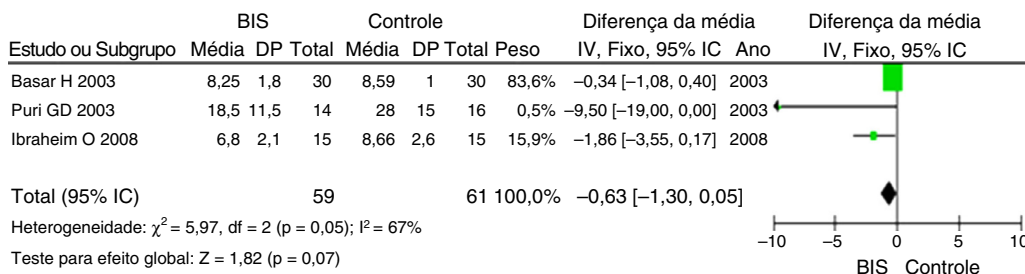 BIS Controle Diferença da média Diferença da média
Estudo ou Subgrupo Média DP Total Média DP Total Peso IV, Fixo, 95% IC Ano IV, Fixo, 95% IC
Basar H 2003 8,25 1,8 30 8,59 1 30 83,6% −0,34 [−1,08, 0,40] 2003
Puri GD 2003 18,5 11,5 14 28 15 16 0,5% −9,50 [−19,00, 0,00] 2003
Ibraheim O 2008 6,8 2,1 15 8,66 2,6 15 15,9% −1,86 [−3,55, 0,17] 2008
Total (95% IC) 59 61 100,0% −0,63 [−1,30, 0,05]
Heterogeneidade: χ² = 5,97, df = 2 (p = 0,05); I² = 67%
Teste para efeito global: Z = 1,82 (p = 0,07)
−10 −5 0 5 10
BIS Controle